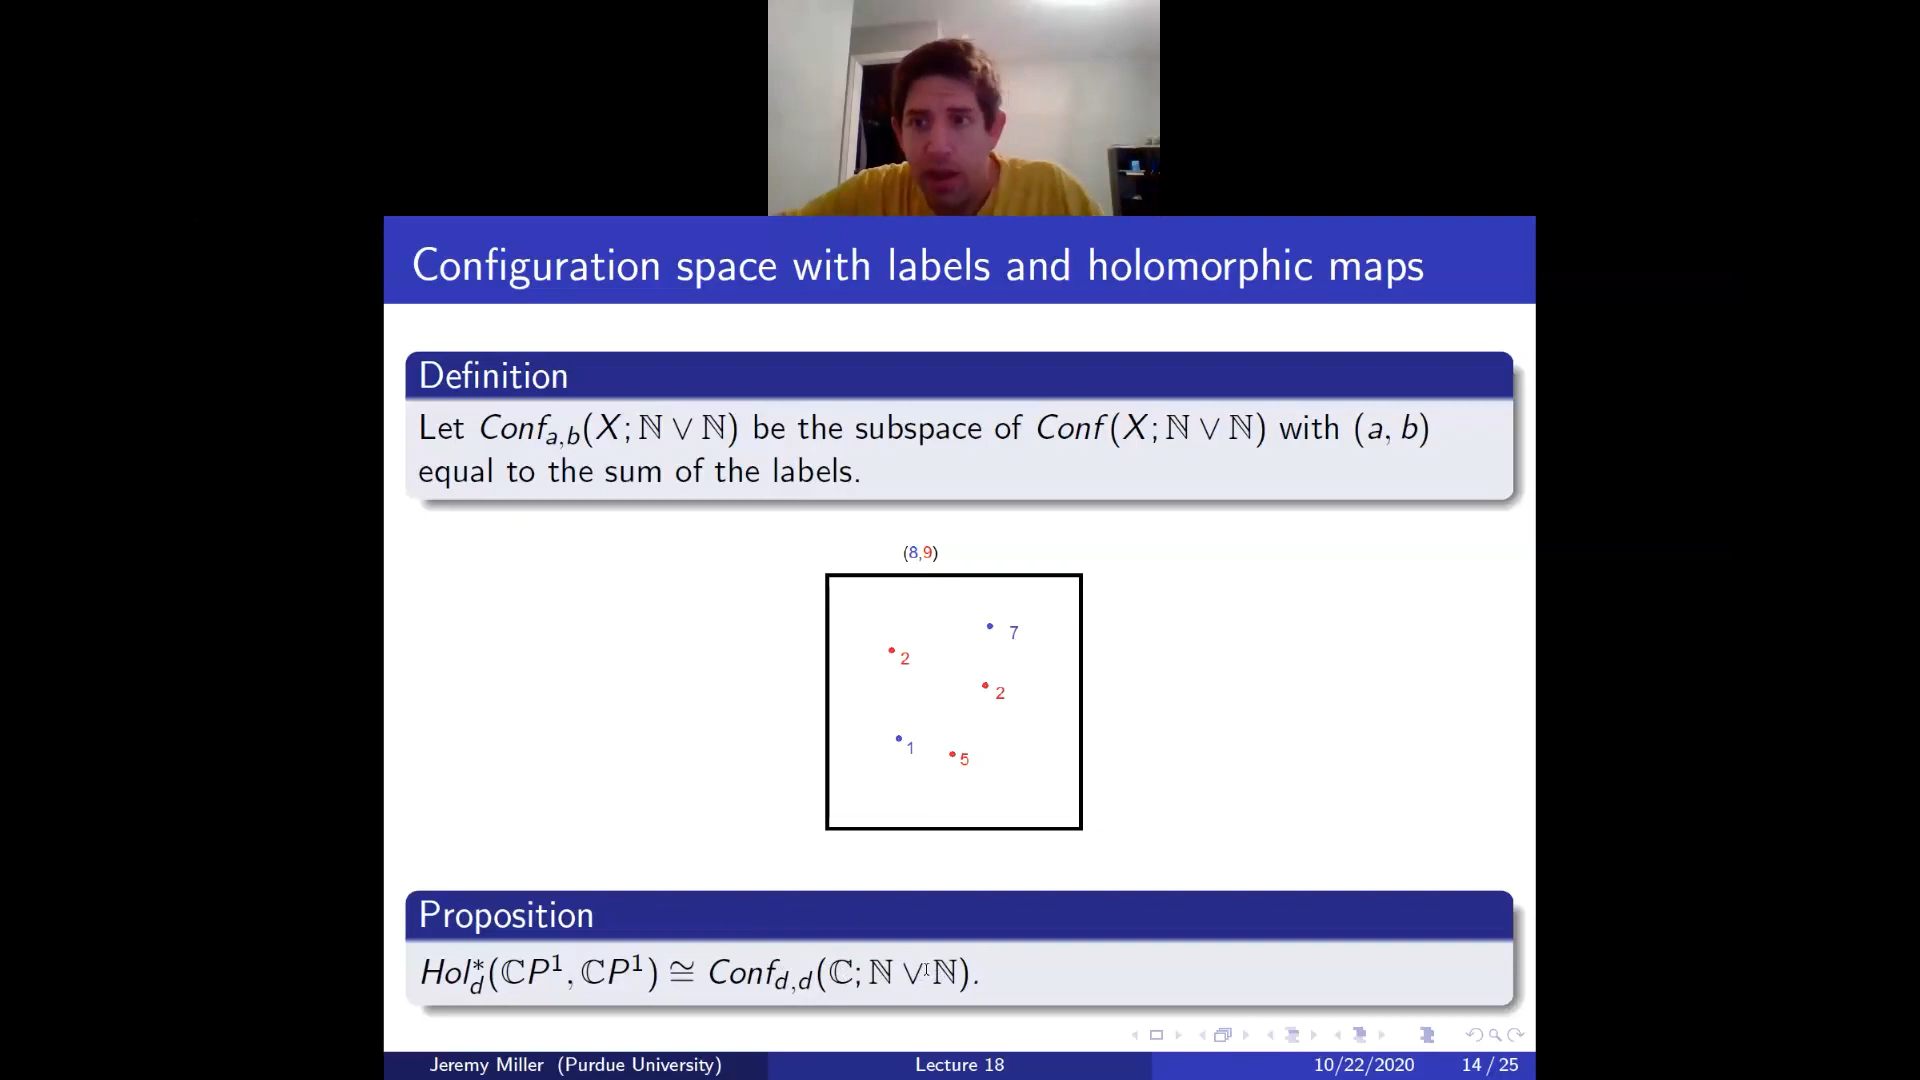 Configuration space with labels and holomorphic maps
Definition
Let Conf_{a,b}(X; ℕ ∨ ℕ) be the subspace of Conf(X; ℕ ∨ ℕ) with (a, b)
equal to the sum of the labels.
(8,9)
7
2
2
1
5
Proposition
Hol*_d(ℂP¹, ℂP¹) ≅ Conf_{d,d}(ℂ; ℕ ∨ ℕ).
Jeremy Miller (Purdue University) Lecture 18 10/22/2020 14 / 25